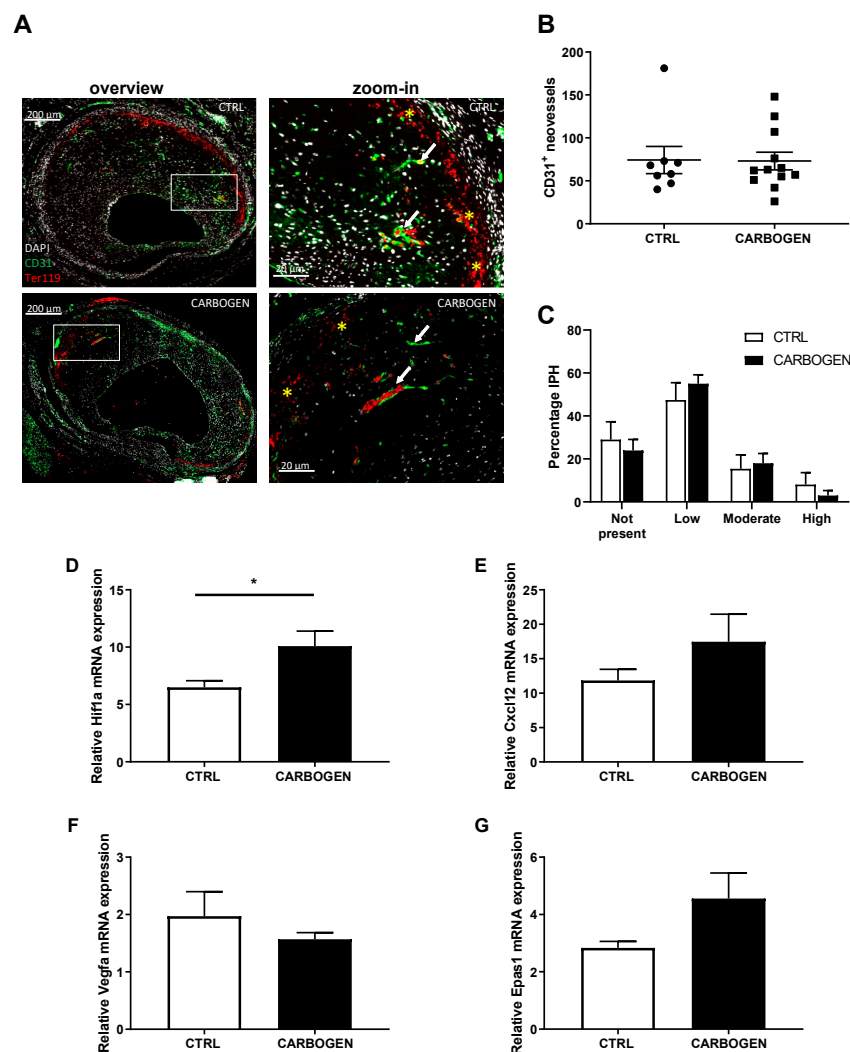 A
overview
zoom-in
CTRL
200 µm
DAPI
CD31
Ter119
CTRL
*
*
*
20 µm
CARBOGEN
200 µm
CARBOGEN
*
*
20 µm
B
CD31+ neovessels
200
150
100
50
0
CTRL
CARBOGEN
C
Percentage IPH
80
60
40
20
0
CTRL
CARBOGEN
Not present
Low
Moderate
High
D
Relative Hif1a mRNA expression
15
10
5
0
*
CTRL
CARBOGEN
E
Relative Cxcl12 mRNA expression
25
20
15
10
5
0
CTRL
CARBOGEN
F
Relative Vegfa mRNA expression
3
2
1
0
CTRL
CARBOGEN
G
Relative Epas1 mRNA expression
6
4
2
0
CTRL
CARBOGEN